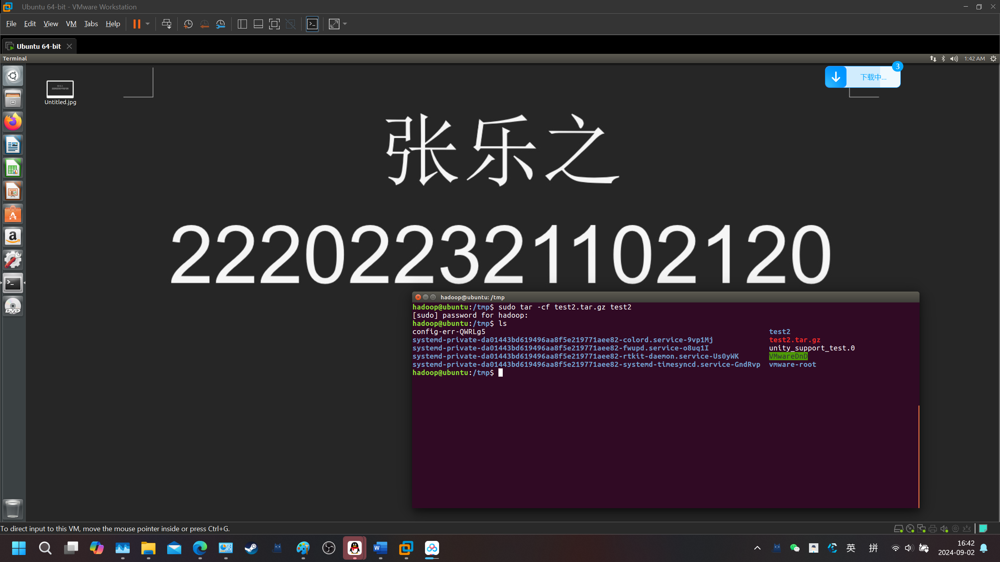 Ubuntu 64-bit - VMware Workstation
File Edit View VM Tabs Help
Ubuntu 64-bit
Terminal
1:42 AM
3
下载中...
张乐之
222022321102120
Untitled.jpg
张乐之
222022321102120
hadoop@ubuntu: /tmp
hadoop@ubuntu:/tmp$ sudo tar -cf test2.tar.gz test2
[sudo] password for hadoop:
hadoop@ubuntu:/tmp$ ls
config-err-QWRLg5 test2
systemd-private-da01443bd619496aa8f5e219771aee82-colord.service-9vp1Mj test2.tar.gz
systemd-private-da01443bd619496aa8f5e219771aee82-fwupd.service-o8uq1I unity_support_test.0
systemd-private-da01443bd619496aa8f5e219771aee82-rtkit-daemon.service-Us0yWK VMwareDnD
systemd-private-da01443bd619496aa8f5e219771aee82-systemd-timesyncd.service-GndRvp vmware-root
hadoop@ubuntu:/tmp$
To direct input to this VM, move the mouse pointer inside or press Ctrl+G.
英 拼
16:42
2024-09-02